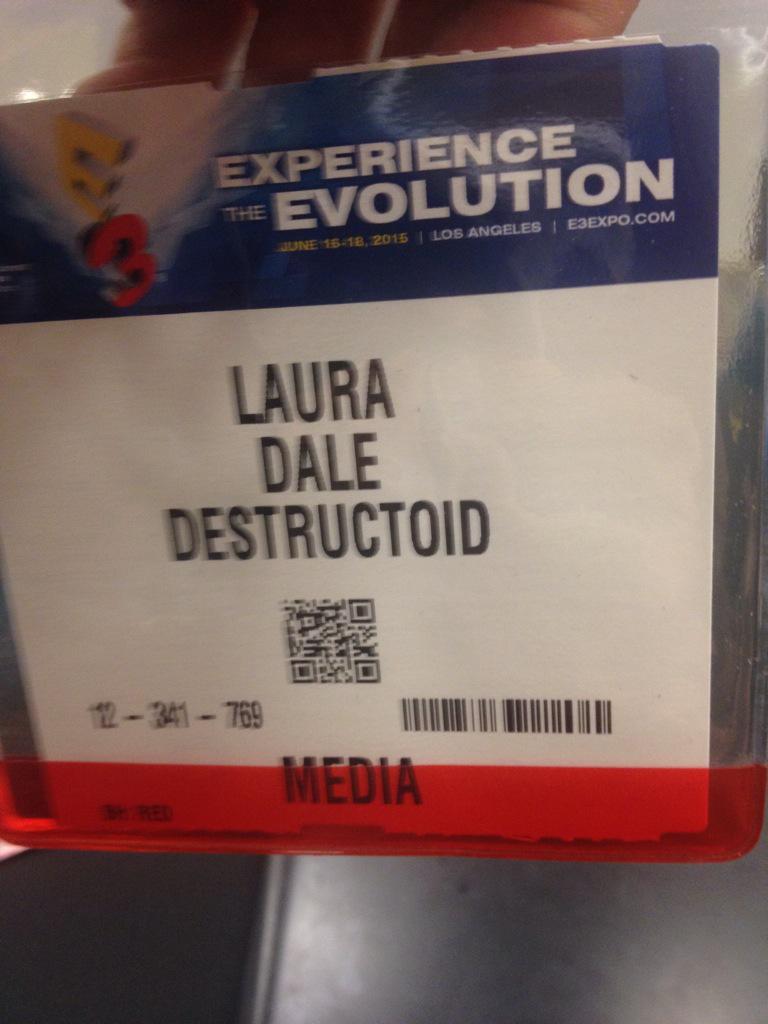 E3
EXPERIENCE
THE EVOLUTION
JUNE 16-18, 2015 | LOS ANGELES | E3EXPO.COM
LAURA
DALE
DESTRUCTOID
12 - 341 - 769
MEDIA